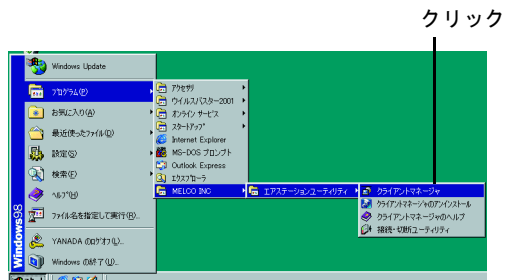 クリック
Windows Update
プログラム(P)
お気に入り(A)
最近使ったファイル(D)
設定(S)
検索(F)
ヘルプ(H)
ファイル名を指定して実行(R)...
YANADA のログオフ(L)...
Windows の終了(U)...
Windows98
アクセサリ
ウイルスバスター2001
オンライン サービス
スタートアップ
Internet Explorer
MS-DOS プロンプト
Outlook Express
エクスプローラ
MELCO INC
エアステーションユーティリティ
クライアントマネージャ
クライアントマネージャのアンインストール
クライアントマネージャのヘルプ
接続・切断ユーティリティ